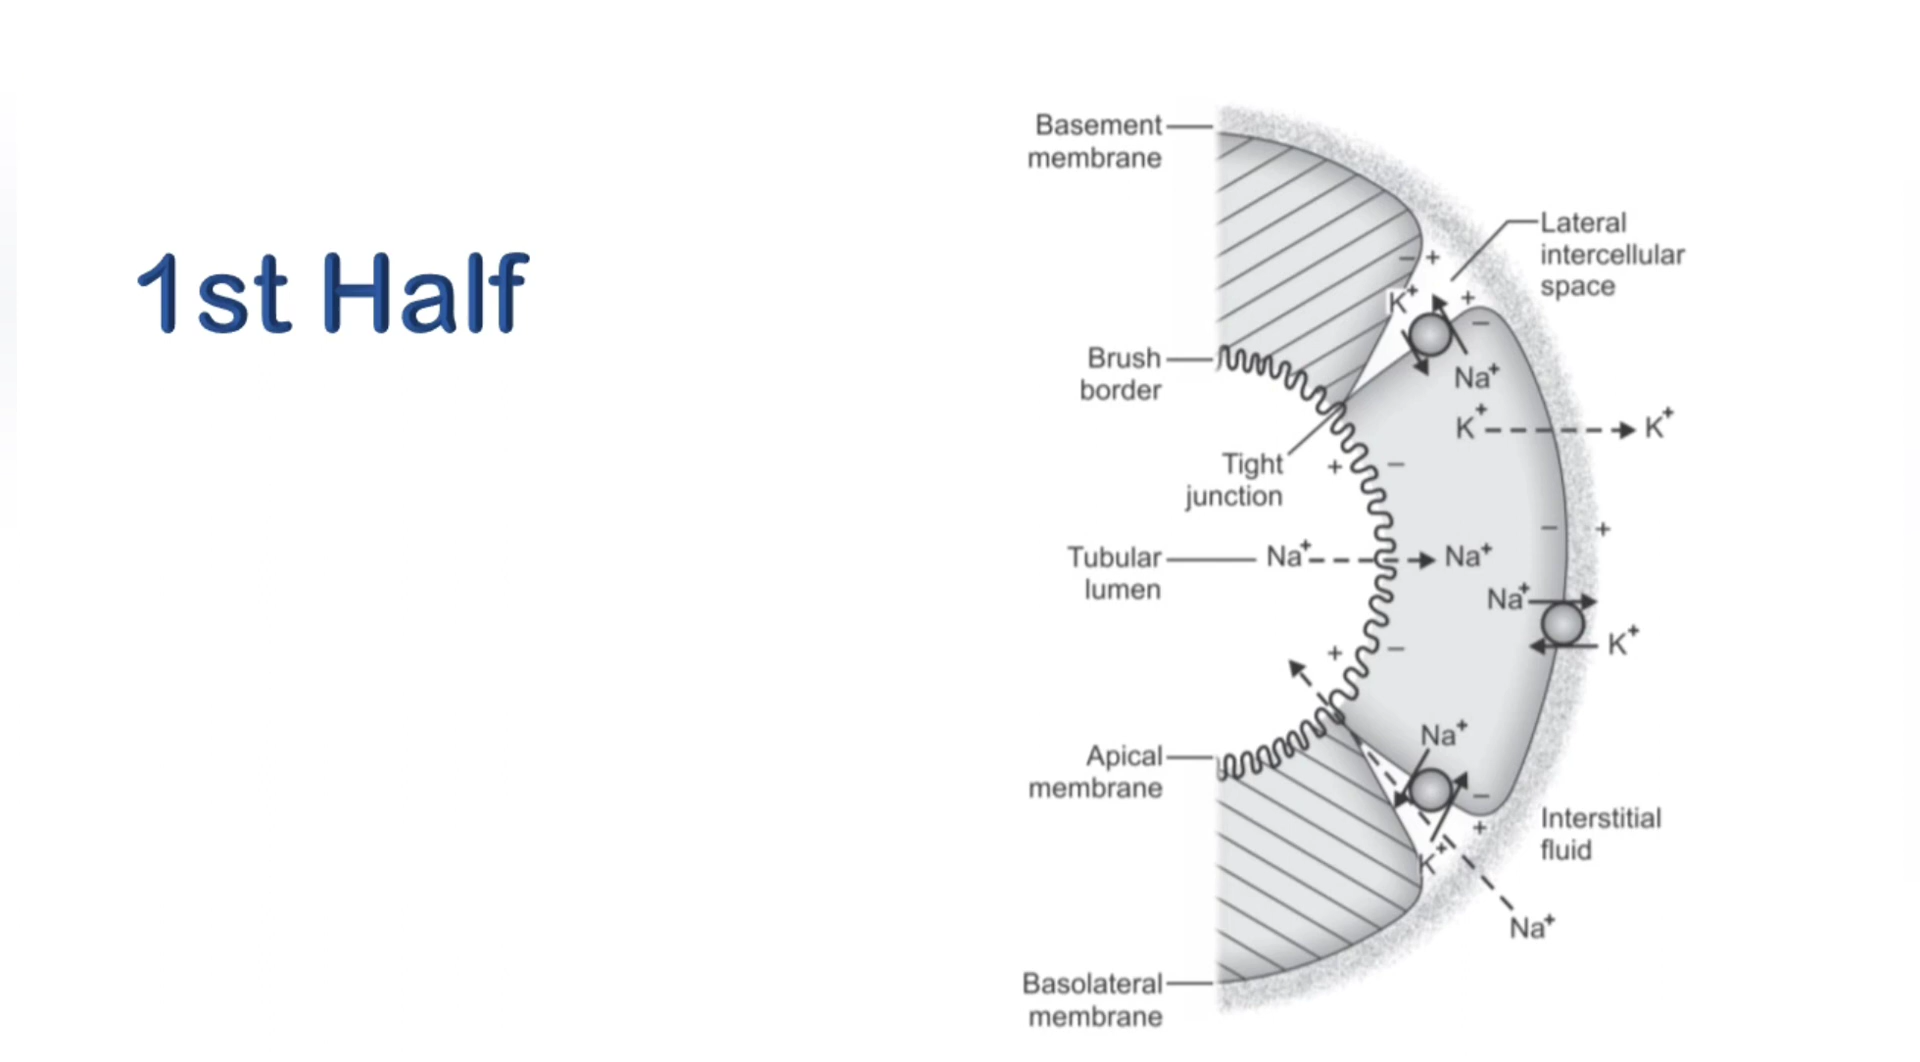 1st Half
Basement
membrane
Lateral
intercellular
space
− +
K⁺
+
−
Na⁺
Brush
border
K⁺ K⁺
Tight
junction
+ −
− +
Tubular
lumen
Na⁺ Na⁺
Na⁺
K⁺
+ −
Na⁺
Apical
membrane
−
+
Interstitial
fluid
K⁺
Na⁺
Basolateral
membrane